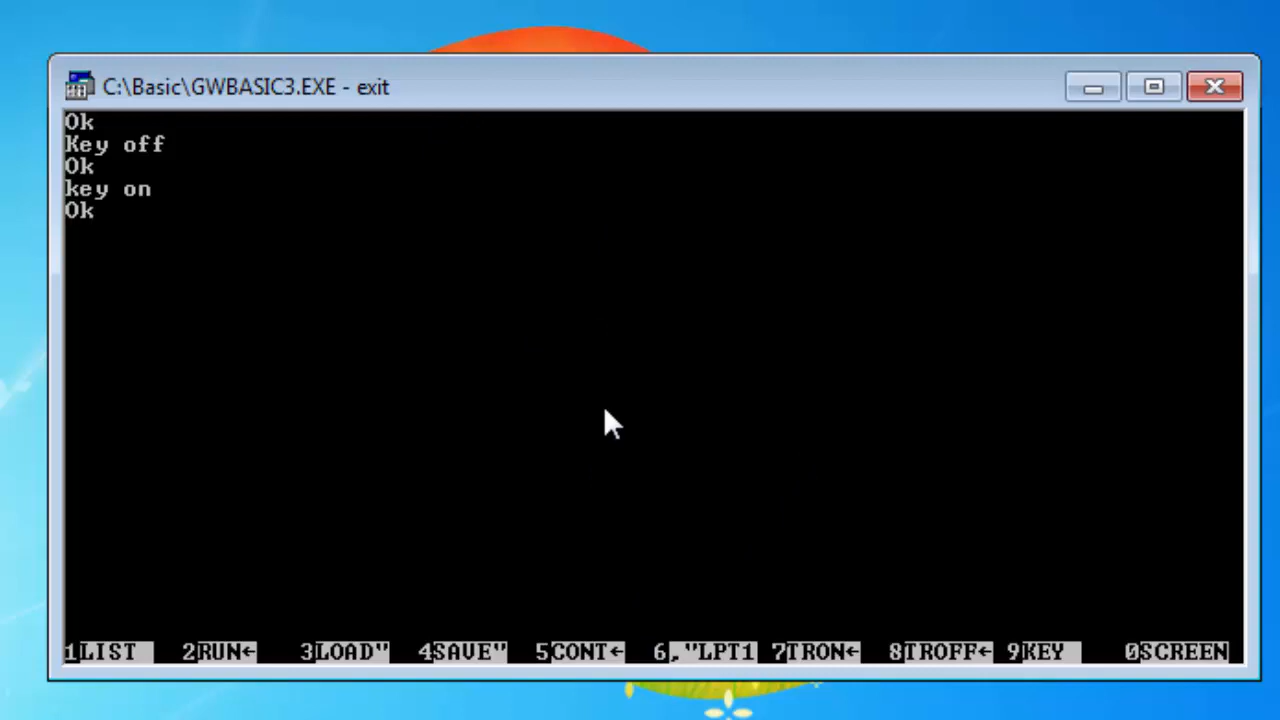 C:\Basic\GWBASIC3.EXE - exit
Ok
Key off
Ok
key on
Ok
1LIST 2RUN← 3LOAD" 4SAVE" 5CONT← 6,"LPT1 7TRON← 8TROFF← 9KEY 0SCREEN